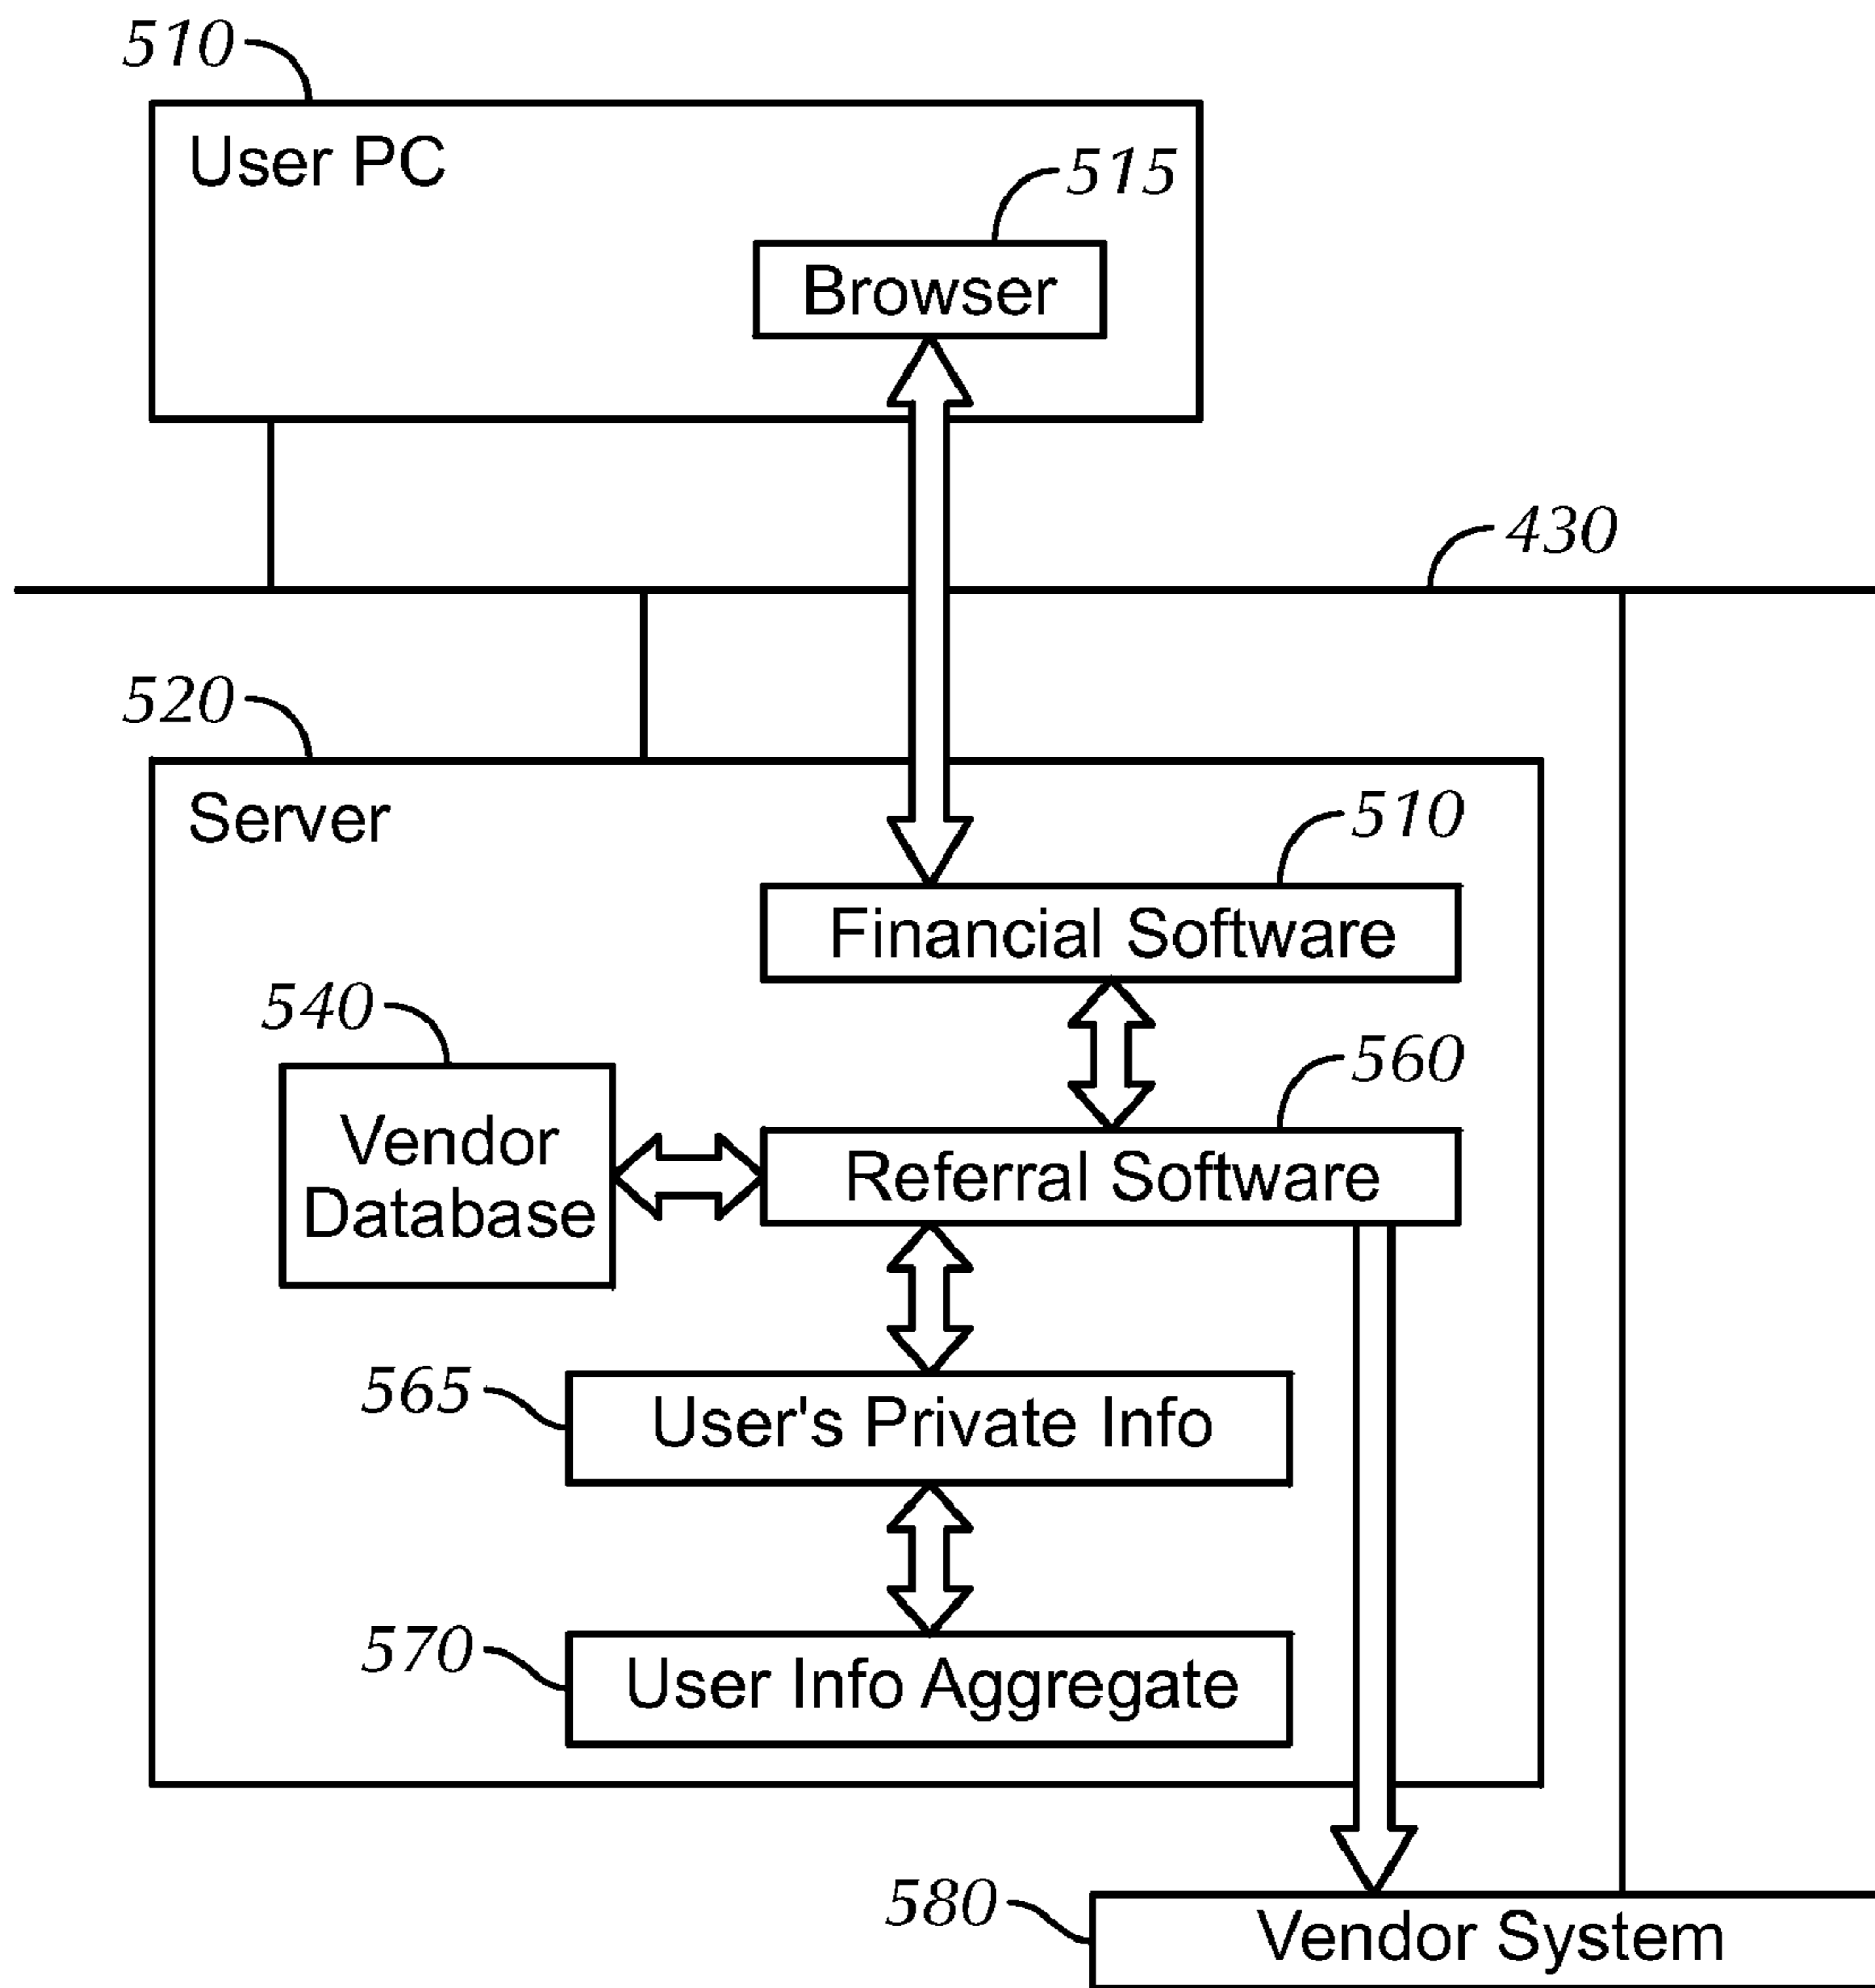 510
User PC
515
Browser
430
520
Server
510
Financial Software
540
560
Vendor
Database
Referral Software
565
User's Private Info
570
User Info Aggregate
580
Vendor System